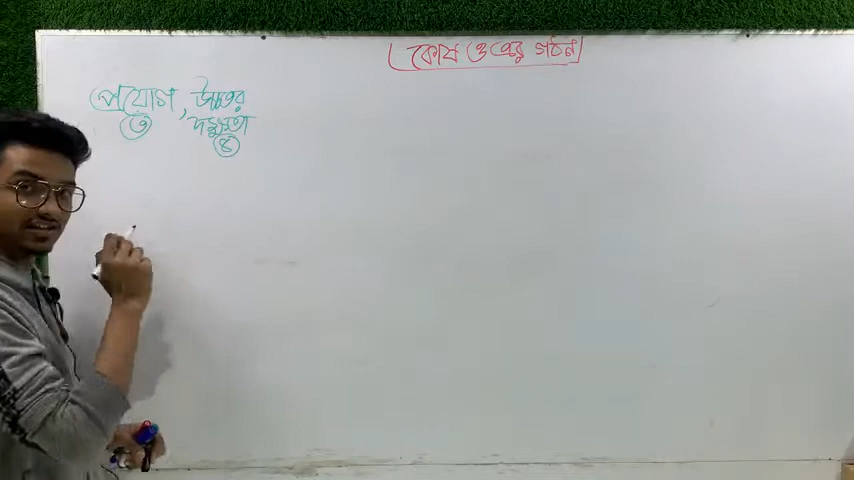 কোষ ও এর গঠন
প্রয়োগ, উচ্চতর
৩ দক্ষতা
৪